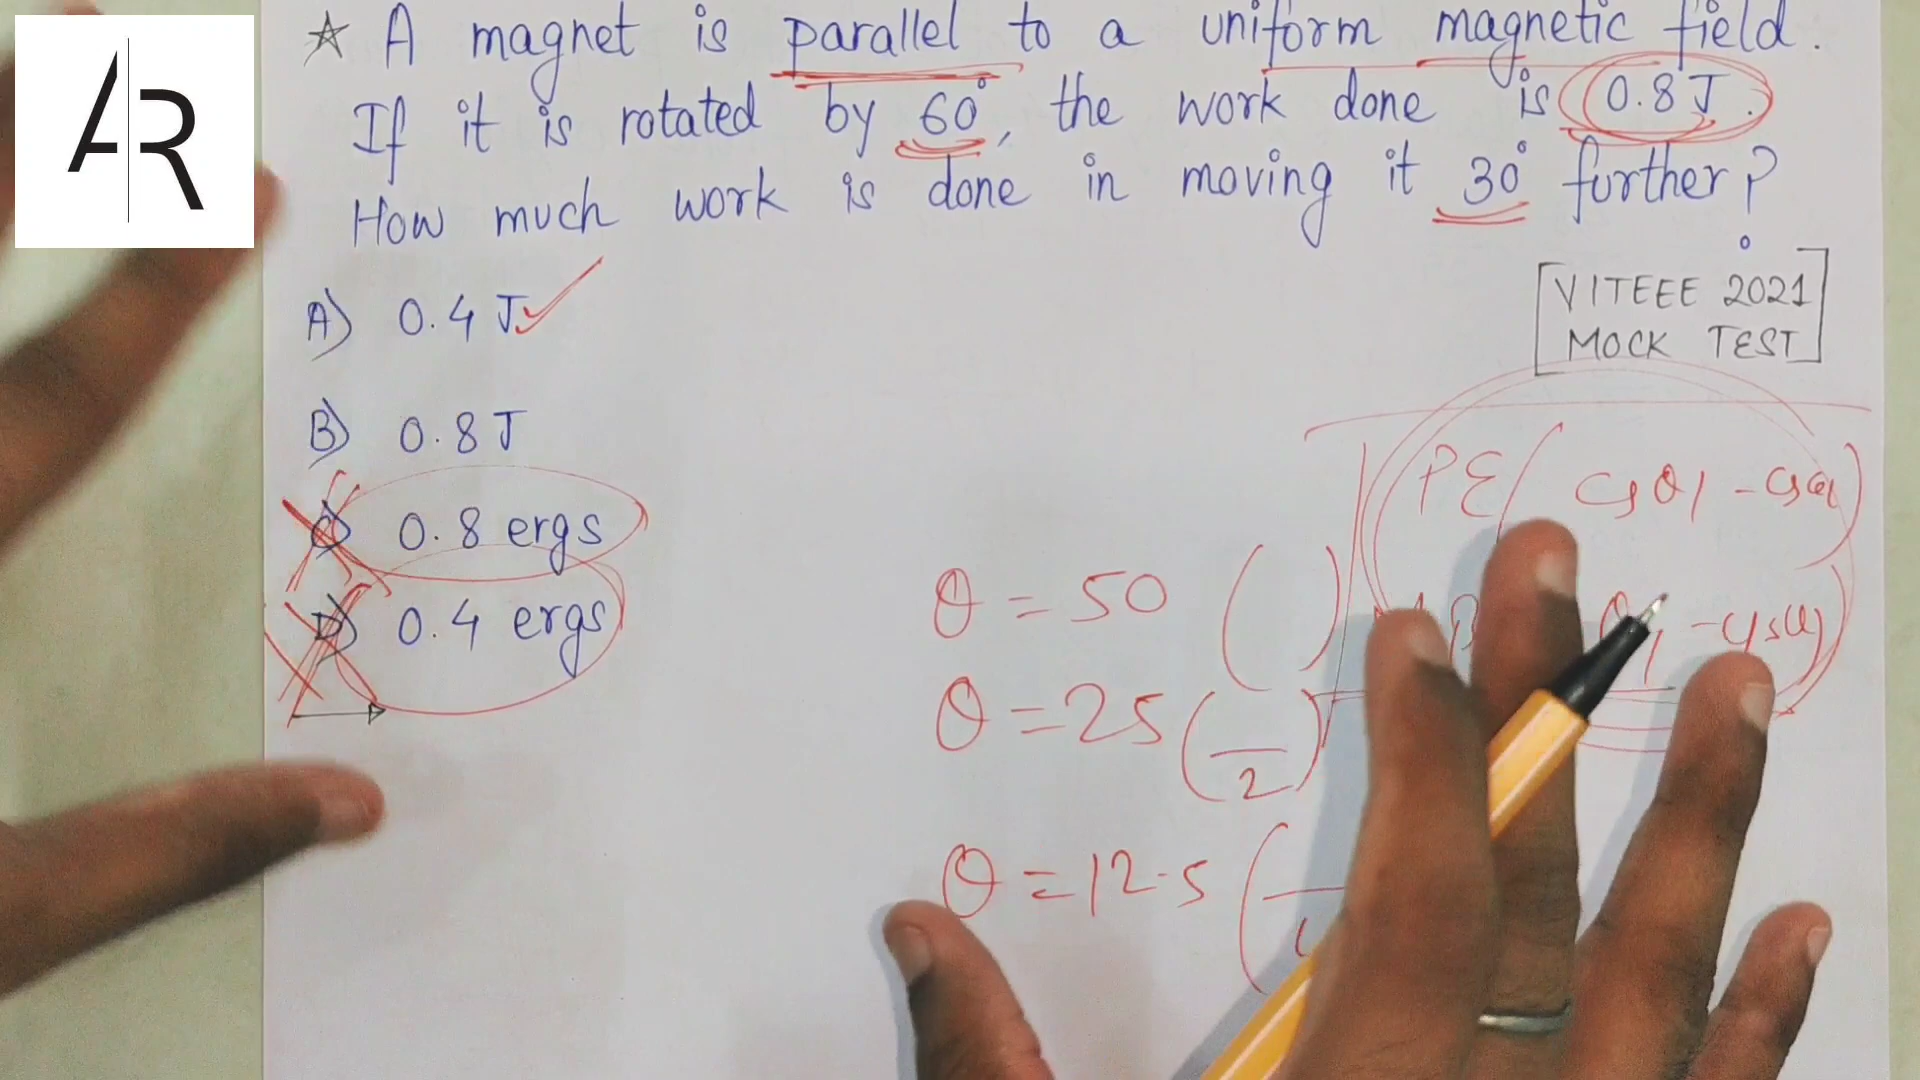 AR
☆ A magnet is parallel to a uniform magnetic field.
If it is rotated by 60°, the work done is 0.8 J.
How much work is done in moving it 30° further?
[VITEEE 2021
MOCK TEST]
A) 0.4 J ✓
B) 0.8 J
C) 0.8 ergs
D) 0.4 ergs
PE (
θ = 50 ( )
θ = 25 ( /2)
θ = 12.5 (